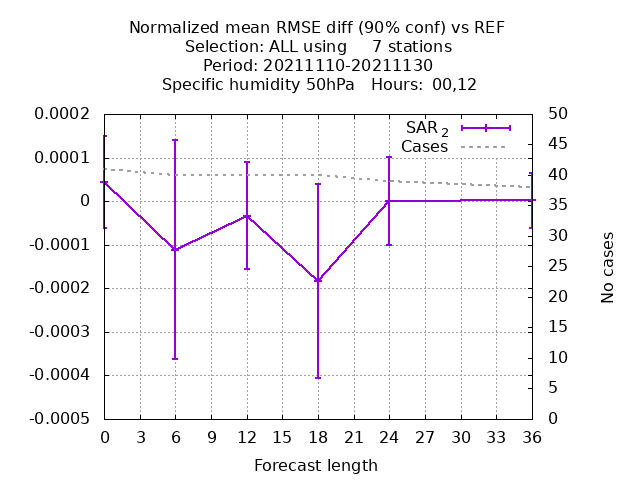 Normalized mean RMSE diff (90% conf) vs REF
Selection: ALL using     7 stations
Period: 20211110-20211130
Specific humidity 50hPa   Hours:  00,12
SAR 2
Cases
0.0002
0.0001
0
-0.0001
-0.0002
-0.0003
-0.0004
-0.0005
50
45
40
35
30
25
20
15
10
5
0
No cases
0 3 6 9 12 15 18 21 24 27 30 33 36
Forecast length